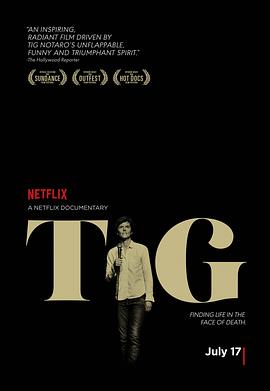 "AN INSPIRING,
RADIANT FILM DRIVEN BY
TIG NOTARO'S UNFLAPPABLE,
FUNNY AND TRIUMPHANT SPIRIT."
-The Hollywood Reporter
SUNDANCE
OUTFEST
HOT DOCS
NETFLIX
A NETFLIX DOCUMENTARY
TIG
FINDING LIFE IN THE
FACE OF DEATH.
July 17